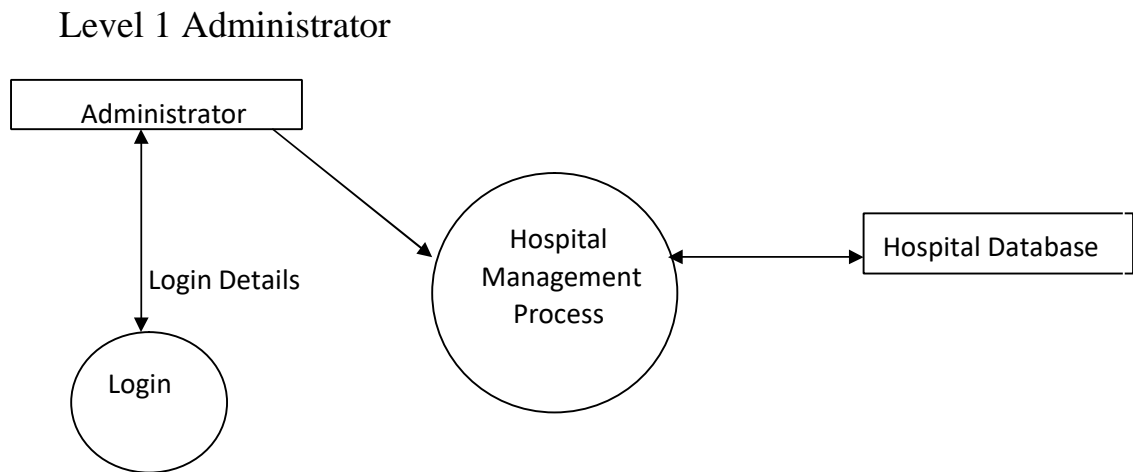 Level 1 Administrator
Administrator
Hospital
Management
Process
Hospital Database
Login Details
Login